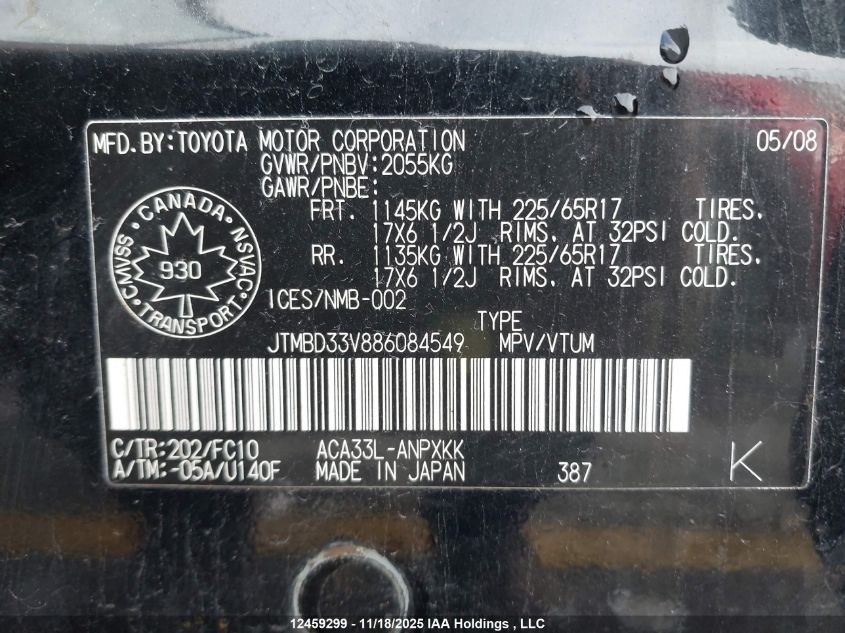 MFD.BY:TOYOTA MOTOR CORPORATION 05/08
GVWR/PNBV:2055KG
GAWR/PNBE:
FRT. 1145KG WITH 225/65R17 TIRES.
17X6 1/2J RIMS. AT 32PSI COLD.
RR. 1135KG WITH 225/65R17 TIRES.
17X6 1/2J RIMS. AT 32PSI COLD.
CANADA
CMVSS 930 NSVAC
TRANSPORT
ICES/NMB-002
TYPE
JTMBD33V886084549 MPV/VTUM
C/TR:202/FC10 ACA33L-ANPXKK
A/TM:-05A/U140F MADE IN JAPAN 387 K
12459299 - 11/18/2025 IAA Holdings , LLC